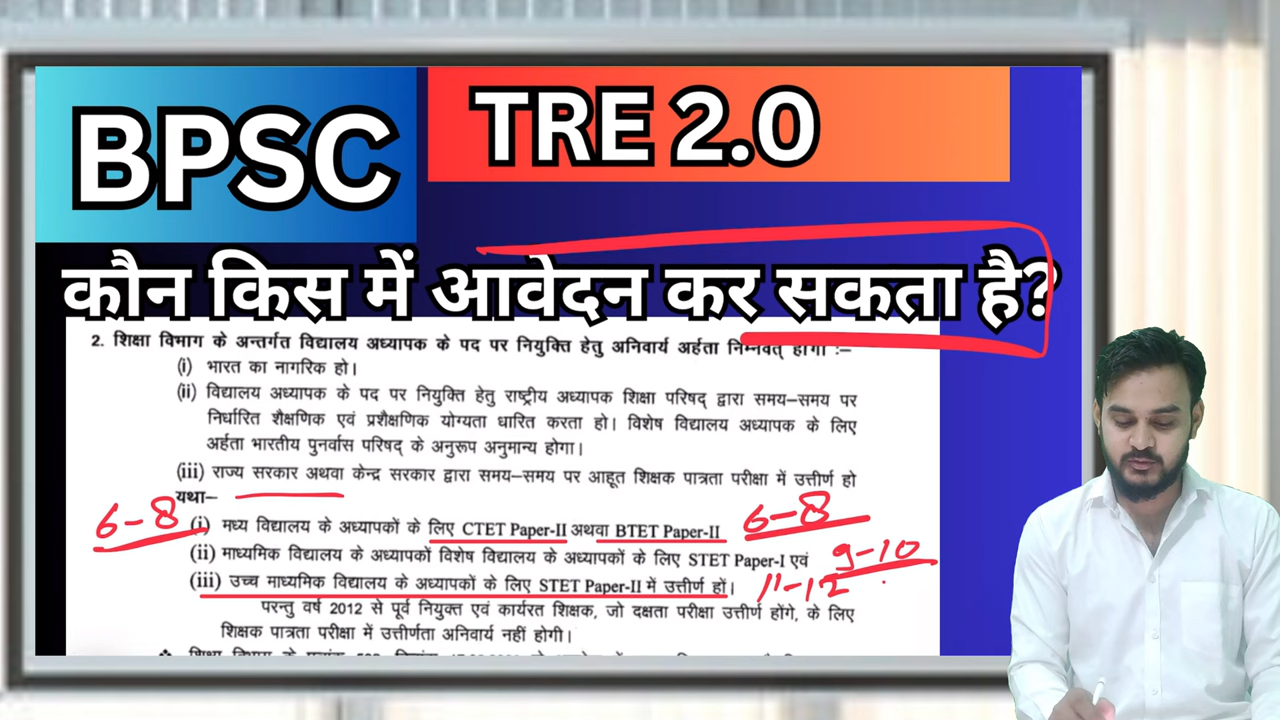 BPSC
TRE 2.0
कौन किस में आवेदन कर सकता है?
2. शिक्षा विभाग के अन्तर्गत विद्यालय अध्यापक के पद पर नियुक्ति हेतु अनिवार्य अर्हता निम्नवत् होगी :–
(i) भारत का नागरिक हो।
(ii) विद्यालय अध्यापक के पद पर नियुक्ति हेतु राष्ट्रीय अध्यापक शिक्षा परिषद् द्वारा समय–समय पर
निर्धारित शैक्षणिक एवं प्रशैक्षणिक योग्यता धारित करता हो। विशेष विद्यालय अध्यापक के लिए
अर्हता भारतीय पुनर्वास परिषद् के अनुरूप अनुमान्य होगा।
(iii) राज्य सरकार अथवा केन्द्र सरकार द्वारा समय–समय पर आहूत शिक्षक पात्रता परीक्षा में उत्तीर्ण हो
यथा–
6-8 (i) मध्य विद्यालय के अध्यापकों के लिए CTET Paper-II अथवा BTET Paper-II 6-8
(ii) माध्यमिक विद्यालय के अध्यापकों विशेष विद्यालय के अध्यापकों के लिए STET Paper-I एवं 9-10
(iii) उच्च माध्यमिक विद्यालय के अध्यापकों के लिए STET Paper-II में उत्तीर्ण हों। 11-12
परन्तु वर्ष 2012 से पूर्व नियुक्त एवं कार्यरत शिक्षक, जो दक्षता परीक्षा उत्तीर्ण होंगे, के लिए
शिक्षक पात्रता परीक्षा में उत्तीर्णता अनिवार्य नहीं होगी।